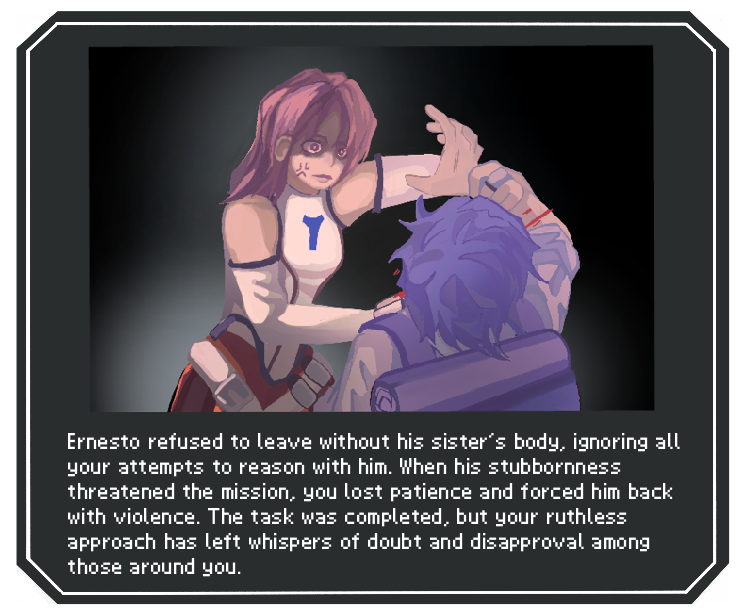 Ernesto refused to leave without his sister's body, ignoring all
your attempts to reason with him. When his stubbornness
threatened the mission, you lost patience and forced him back
with violence. The task was completed, but your ruthless
approach has left whispers of doubt and disapproval among
those around you.